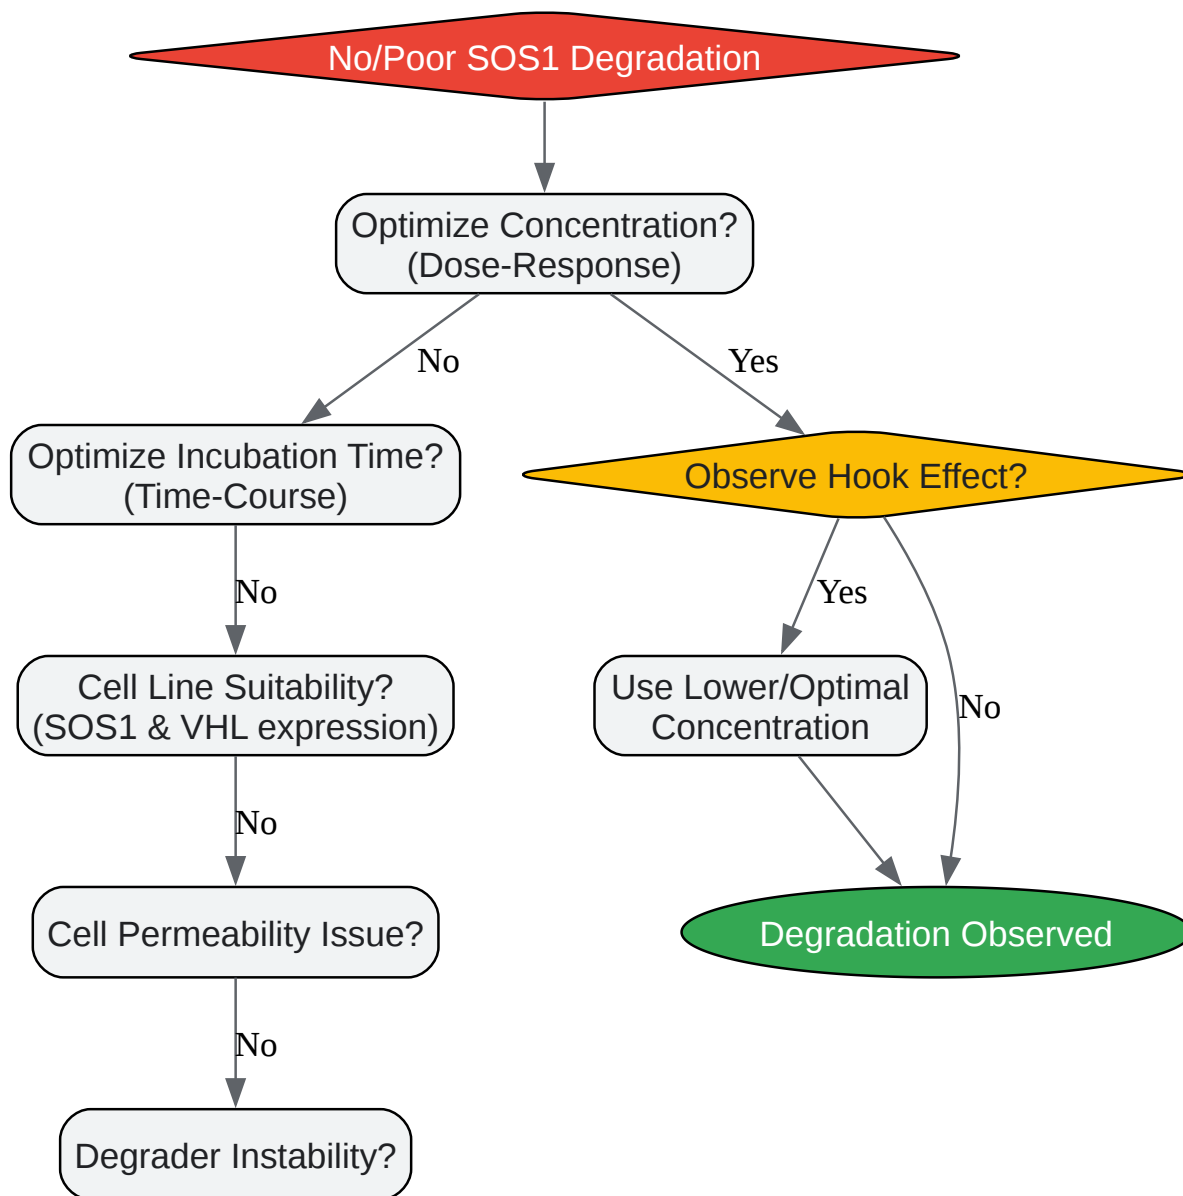 No/Poor SOS1 Degradation
Optimize Concentration?
(Dose-Response)
No
Yes
Optimize Incubation Time?
(Time-Course)
Observe Hook Effect?
No
Yes
Cell Line Suitability?
(SOS1 & VHL expression)
Use Lower/Optimal
Concentration
No
No
Cell Permeability Issue?
Degradation Observed
No
Degrader Instability?